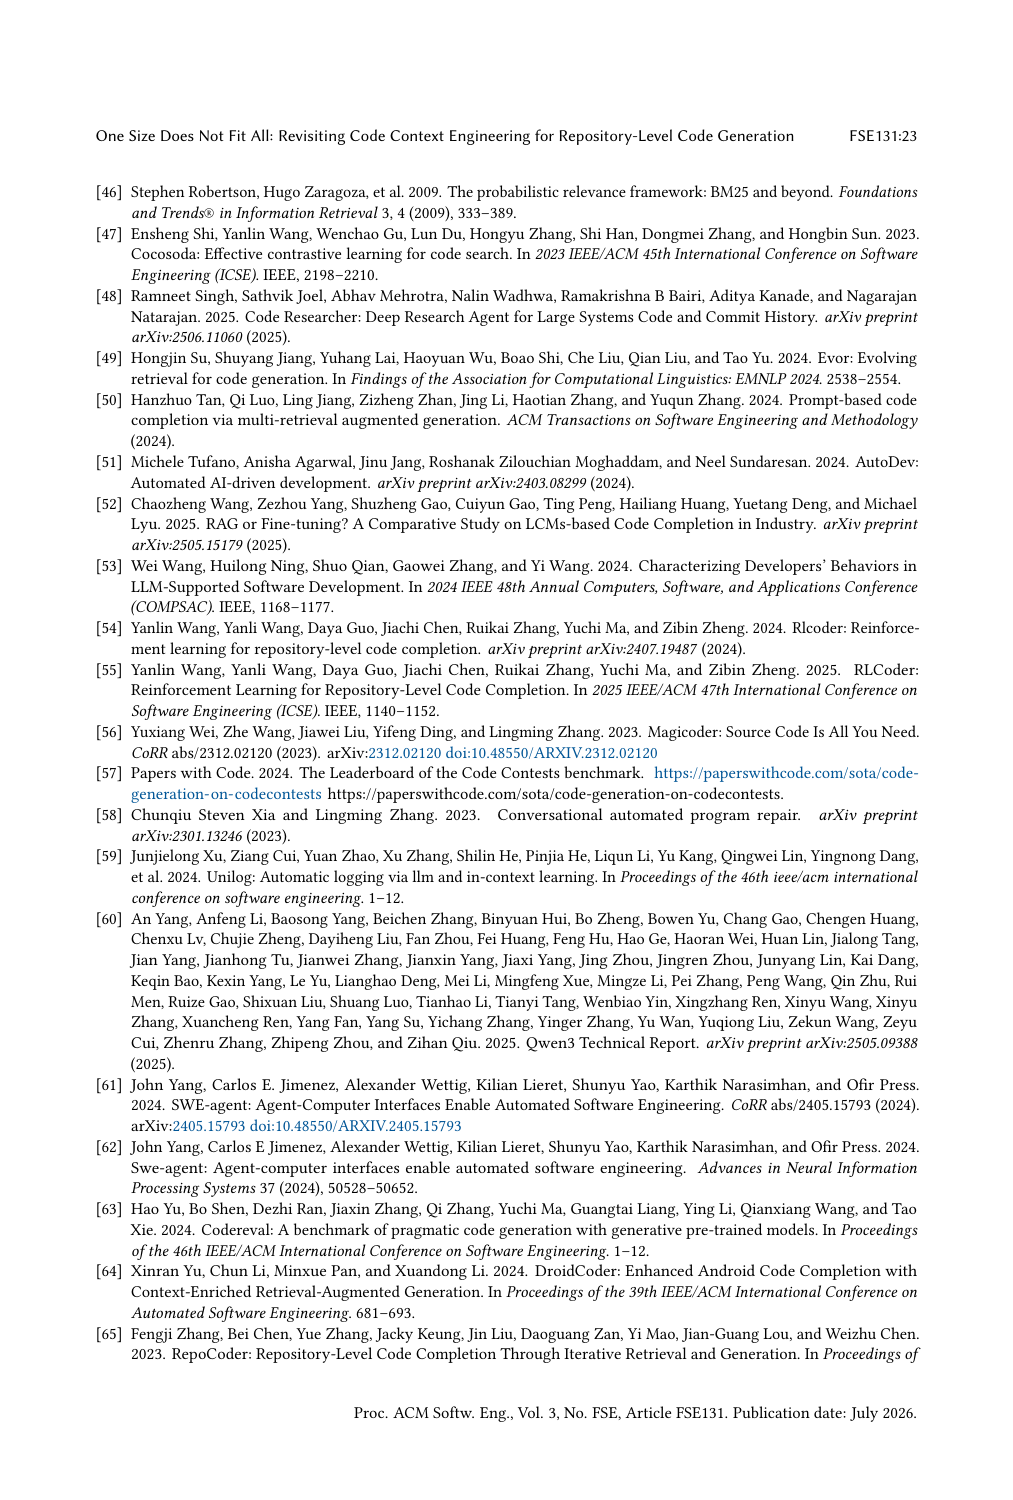 One Size Does Not Fit All: Revisiting Code Context Engineering for Repository-Level Code Generation FSE131:23
[46] Stephen Robertson, Hugo Zaragoza, et al. 2009. The probabilistic relevance framework: BM25 and beyond. Foundations
and Trends® in Information Retrieval 3, 4 (2009), 333–389.
[47] Ensheng Shi, Yanlin Wang, Wenchao Gu, Lun Du, Hongyu Zhang, Shi Han, Dongmei Zhang, and Hongbin Sun. 2023.
Cocosoda: Effective contrastive learning for code search. In 2023 IEEE/ACM 45th International Conference on Software
Engineering (ICSE). IEEE, 2198–2210.
[48] Ramneet Singh, Sathvik Joel, Abhav Mehrotra, Nalin Wadhwa, Ramakrishna B Bairi, Aditya Kanade, and Nagarajan
Natarajan. 2025. Code Researcher: Deep Research Agent for Large Systems Code and Commit History. arXiv preprint
arXiv:2506.11060 (2025).
[49] Hongjin Su, Shuyang Jiang, Yuhang Lai, Haoyuan Wu, Boao Shi, Che Liu, Qian Liu, and Tao Yu. 2024. Evor: Evolving
retrieval for code generation. In Findings of the Association for Computational Linguistics: EMNLP 2024. 2538–2554.
[50] Hanzhuo Tan, Qi Luo, Ling Jiang, Zizheng Zhan, Jing Li, Haotian Zhang, and Yuqun Zhang. 2024. Prompt-based code
completion via multi-retrieval augmented generation. ACM Transactions on Software Engineering and Methodology
(2024).
[51] Michele Tufano, Anisha Agarwal, Jinu Jang, Roshanak Zilouchian Moghaddam, and Neel Sundaresan. 2024. AutoDev:
Automated AI-driven development. arXiv preprint arXiv:2403.08299 (2024).
[52] Chaozheng Wang, Zezhou Yang, Shuzheng Gao, Cuiyun Gao, Ting Peng, Hailiang Huang, Yuetang Deng, and Michael
Lyu. 2025. RAG or Fine-tuning? A Comparative Study on LCMs-based Code Completion in Industry. arXiv preprint
arXiv:2505.15179 (2025).
[53] Wei Wang, Huilong Ning, Shuo Qian, Gaowei Zhang, and Yi Wang. 2024. Characterizing Developers' Behaviors in
LLM-Supported Software Development. In 2024 IEEE 48th Annual Computers, Software, and Applications Conference
(COMPSAC). IEEE, 1168–1177.
[54] Yanlin Wang, Yanli Wang, Daya Guo, Jiachi Chen, Ruikai Zhang, Yuchi Ma, and Zibin Zheng. 2024. Rlcoder: Reinforce-
ment learning for repository-level code completion. arXiv preprint arXiv:2407.19487 (2024).
[55] Yanlin Wang, Yanli Wang, Daya Guo, Jiachi Chen, Ruikai Zhang, Yuchi Ma, and Zibin Zheng. 2025. RLCoder:
Reinforcement Learning for Repository-Level Code Completion. In 2025 IEEE/ACM 47th International Conference on
Software Engineering (ICSE). IEEE, 1140–1152.
[56] Yuxiang Wei, Zhe Wang, Jiawei Liu, Yifeng Ding, and Lingming Zhang. 2023. Magicoder: Source Code Is All You Need.
CoRR abs/2312.02120 (2023). arXiv:2312.02120 doi:10.48550/ARXIV.2312.02120
[57] Papers with Code. 2024. The Leaderboard of the Code Contests benchmark. https://paperswithcode.com/sota/code-
generation-on-codecontests https://paperswithcode.com/sota/code-generation-on-codecontests.
[58] Chunqiu Steven Xia and Lingming Zhang. 2023. Conversational automated program repair. arXiv preprint
arXiv:2301.13246 (2023).
[59] Junjielong Xu, Ziang Cui, Yuan Zhao, Xu Zhang, Shilin He, Pinjia He, Liqun Li, Yu Kang, Qingwei Lin, Yingnong Dang,
et al. 2024. Unilog: Automatic logging via llm and in-context learning. In Proceedings of the 46th ieee/acm international
conference on software engineering. 1–12.
[60] An Yang, Anfeng Li, Baosong Yang, Beichen Zhang, Binyuan Hui, Bo Zheng, Bowen Yu, Chang Gao, Chengen Huang,
Chenxu Lv, Chujie Zheng, Dayiheng Liu, Fan Zhou, Fei Huang, Feng Hu, Hao Ge, Haoran Wei, Huan Lin, Jialong Tang,
Jian Yang, Jianhong Tu, Jianwei Zhang, Jianxin Yang, Jiaxi Yang, Jing Zhou, Jingren Zhou, Junyang Lin, Kai Dang,
Keqin Bao, Kexin Yang, Le Yu, Lianghao Deng, Mei Li, Mingfeng Xue, Mingze Li, Pei Zhang, Peng Wang, Qin Zhu, Rui
Men, Ruize Gao, Shixuan Liu, Shuang Luo, Tianhao Li, Tianyi Tang, Wenbiao Yin, Xingzhang Ren, Xinyu Wang, Xinyu
Zhang, Xuancheng Ren, Yang Fan, Yang Su, Yichang Zhang, Yinger Zhang, Yu Wan, Yuqiong Liu, Zekun Wang, Zeyu
Cui, Zhenru Zhang, Zhipeng Zhou, and Zihan Qiu. 2025. Qwen3 Technical Report. arXiv preprint arXiv:2505.09388
(2025).
[61] John Yang, Carlos E. Jimenez, Alexander Wettig, Kilian Lieret, Shunyu Yao, Karthik Narasimhan, and Ofir Press.
2024. SWE-agent: Agent-Computer Interfaces Enable Automated Software Engineering. CoRR abs/2405.15793 (2024).
arXiv:2405.15793 doi:10.48550/ARXIV.2405.15793
[62] John Yang, Carlos E Jimenez, Alexander Wettig, Kilian Lieret, Shunyu Yao, Karthik Narasimhan, and Ofir Press. 2024.
Swe-agent: Agent-computer interfaces enable automated software engineering. Advances in Neural Information
Processing Systems 37 (2024), 50528–50652.
[63] Hao Yu, Bo Shen, Dezhi Ran, Jiaxin Zhang, Qi Zhang, Yuchi Ma, Guangtai Liang, Ying Li, Qianxiang Wang, and Tao
Xie. 2024. Codereval: A benchmark of pragmatic code generation with generative pre-trained models. In Proceedings
of the 46th IEEE/ACM International Conference on Software Engineering. 1–12.
[64] Xinran Yu, Chun Li, Minxue Pan, and Xuandong Li. 2024. DroidCoder: Enhanced Android Code Completion with
Context-Enriched Retrieval-Augmented Generation. In Proceedings of the 39th IEEE/ACM International Conference on
Automated Software Engineering. 681–693.
[65] Fengji Zhang, Bei Chen, Yue Zhang, Jacky Keung, Jin Liu, Daoguang Zan, Yi Mao, Jian-Guang Lou, and Weizhu Chen.
2023. RepoCoder: Repository-Level Code Completion Through Iterative Retrieval and Generation. In Proceedings of
Proc. ACM Softw. Eng., Vol. 3, No. FSE, Article FSE131. Publication date: July 2026.